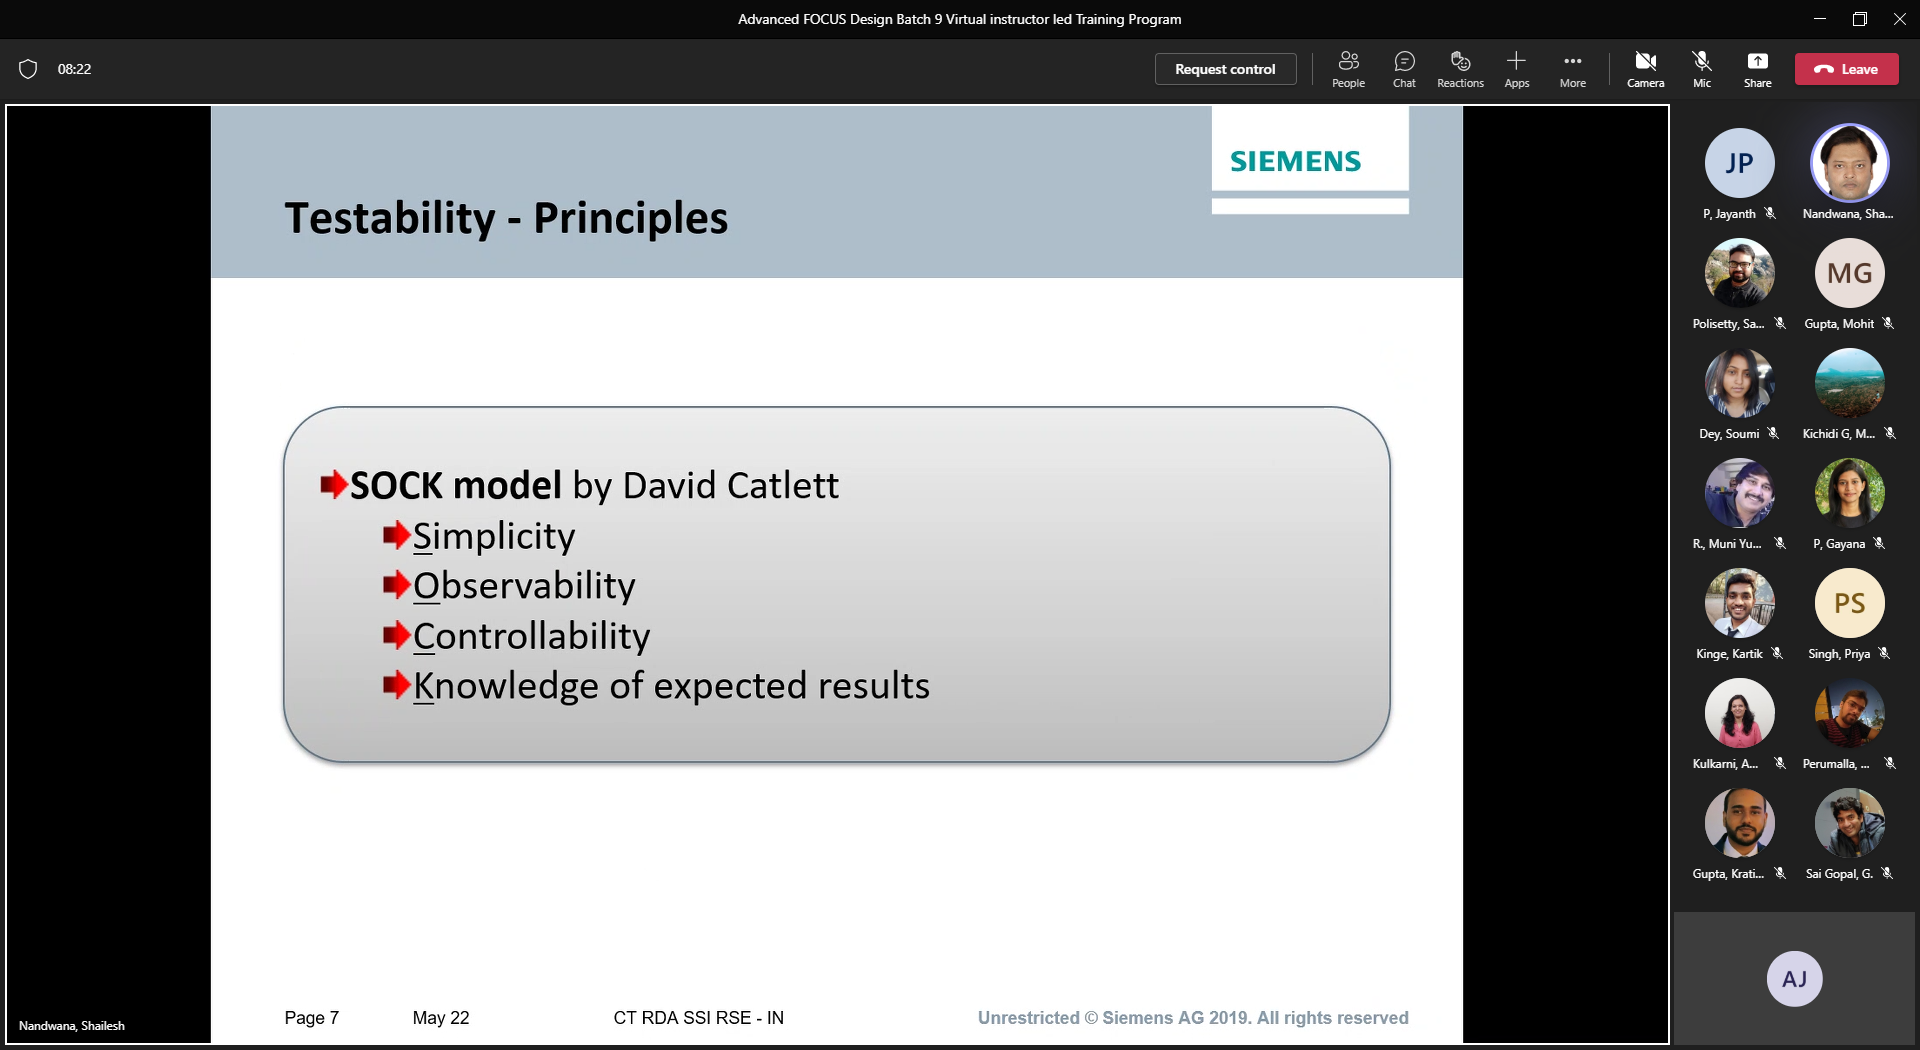 Advanced FOCUS Design Batch 9 Virtual instructor led Training Program
08:22
Request control
People
Chat
Reactions
Apps
More
Camera
Mic
Share
Leave
SIEMENS
Testability - Principles
SOCK model by David Catlett
Simplicity
Observability
Controllability
Knowledge of expected results
Page 7 May 22 CT RDA SSI RSE - IN Unrestricted © Siemens AG 2019. All rights reserved
Nandwana, Shailesh
JP
P, Jayanth
Nandwana, Sha...
Polisetty, Sa...
MG
Gupta, Mohit
Dey, Soumi
Kichidi G, M...
R., Muni Yu...
P, Gayana
Kinge, Kartik
PS
Singh, Priya
Kulkarni, A...
Perumalla, ...
Gupta, Krati...
Sai Gopal, G.
AJ